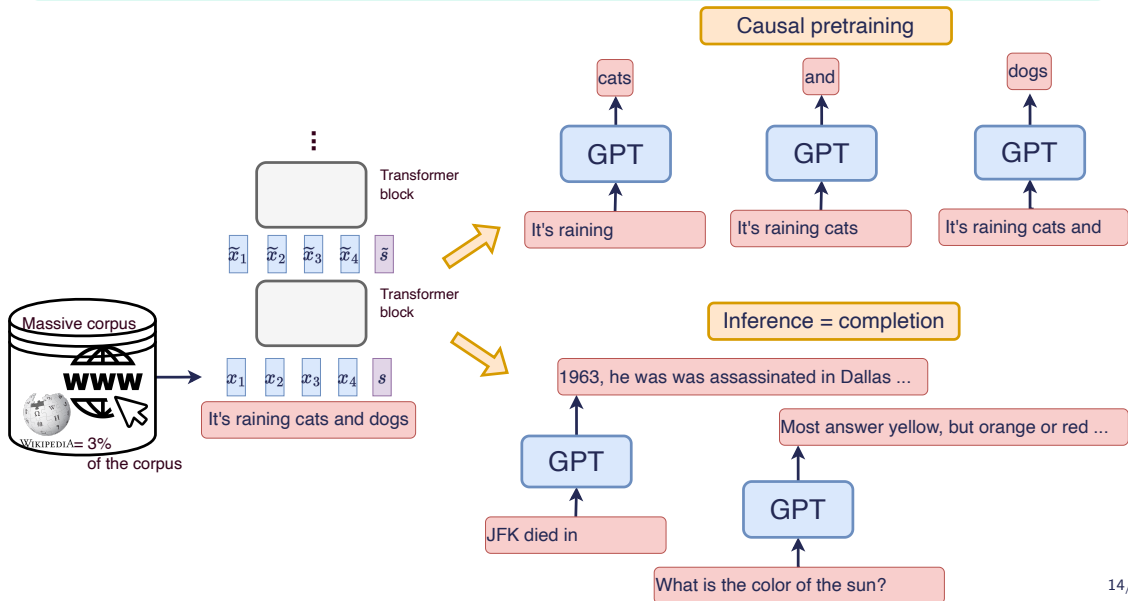 Causal pretraining
cats
and
dogs
GPT
GPT
GPT
It's raining
It's raining cats
It's raining cats and
⋮
Transformer
block
x̃₁ x̃₂ x̃₃ x̃₄ s̃
Transformer
block
x₁ x₂ x₃ x₄ s
It's raining cats and dogs
Massive corpus
www
WIKIPEDIA = 3%
of the corpus
Inference = completion
1963, he was was assassinated in Dallas ...
GPT
JFK died in
Most answer yellow, but orange or red ...
GPT
What is the color of the sun?
14/